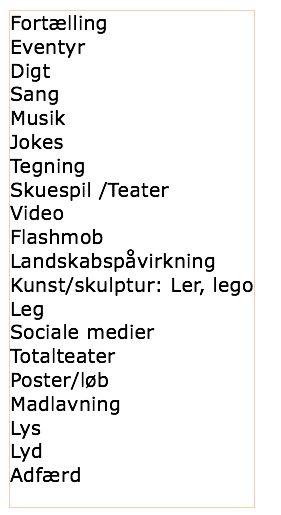 Fortælling
Eventyr
Digt
Sang
Musik
Jokes
Tegning
Skuespil /Teater
Video
Flashmob
Landskabspåvirkning
Kunst/skulptur: Ler, lego
Leg
Sociale medier
Totalteater
Poster/løb
Madlavning
Lys
Lyd
Adfærd